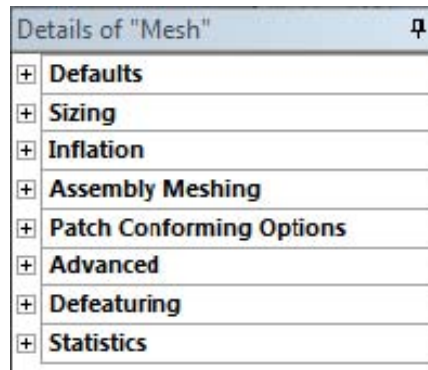 Details of "Mesh"
Defaults
Sizing
Inflation
Assembly Meshing
Patch Conforming Options
Advanced
Defeaturing
Statistics